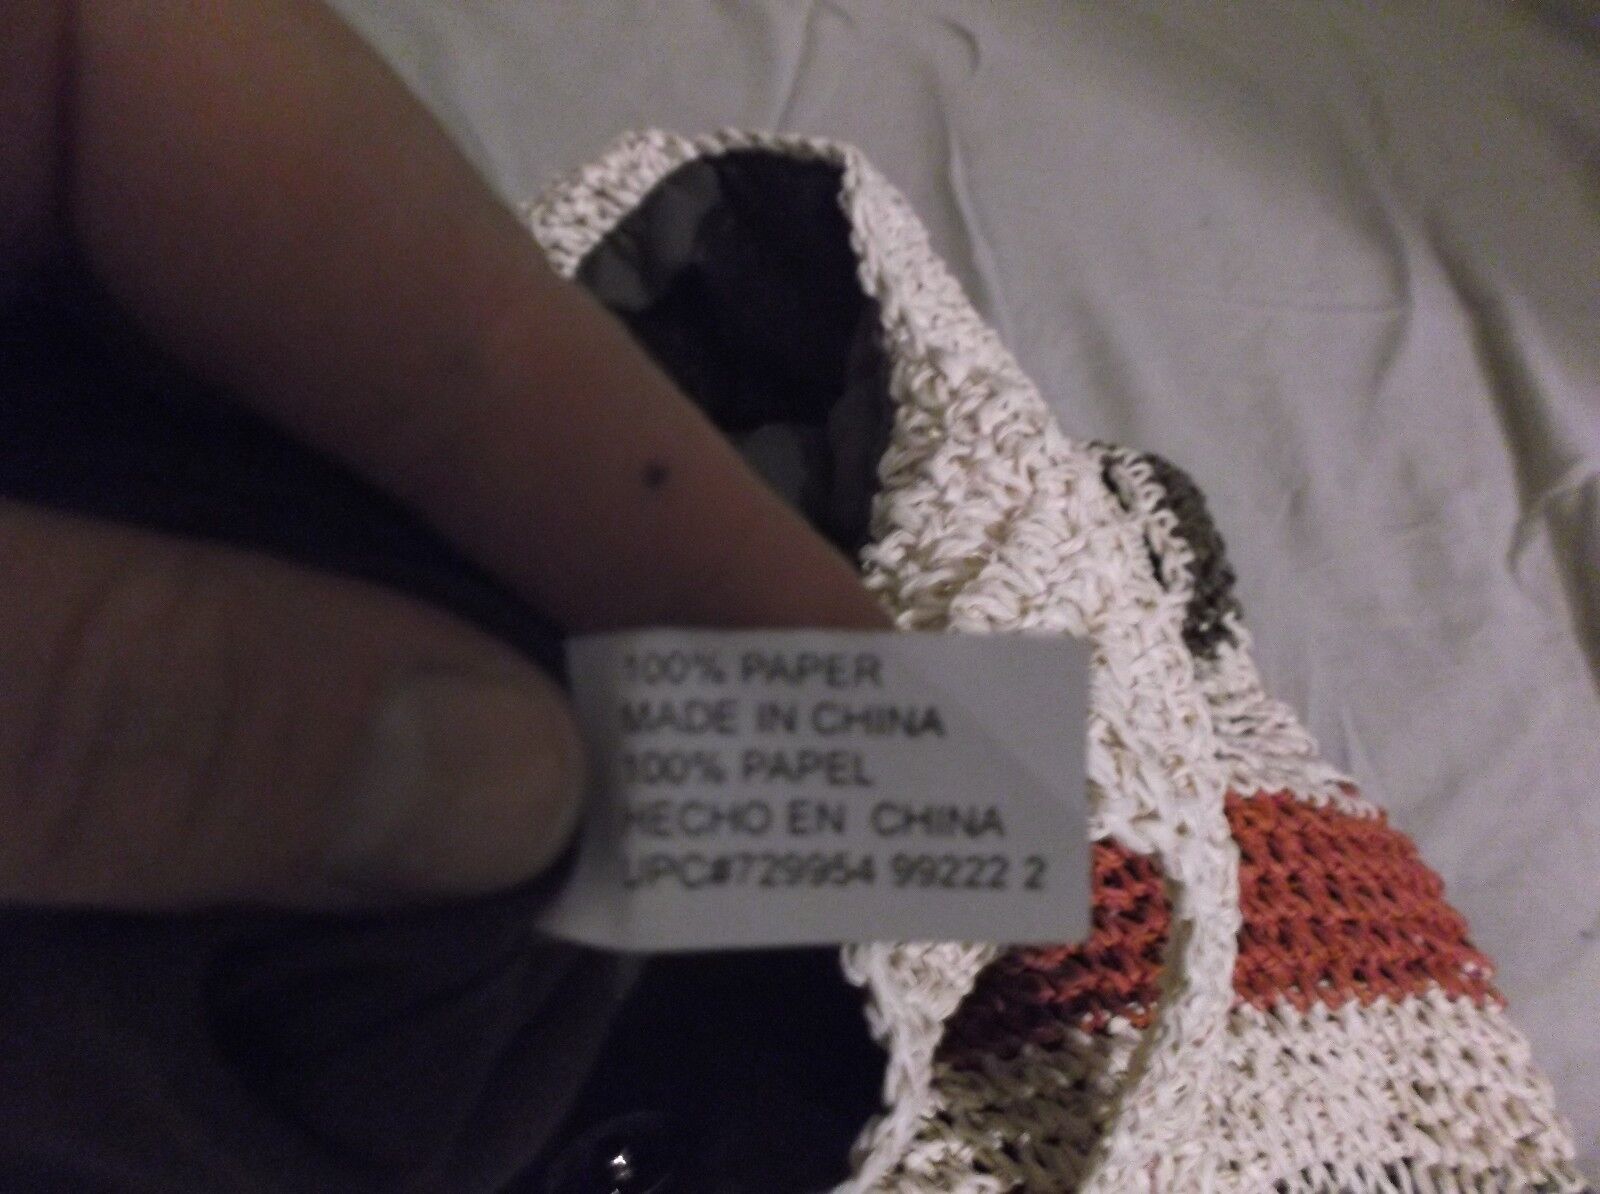 100% PAPER
MADE IN CHINA
100% PAPEL
HECHO EN CHINA
UPC#729954 99222 2